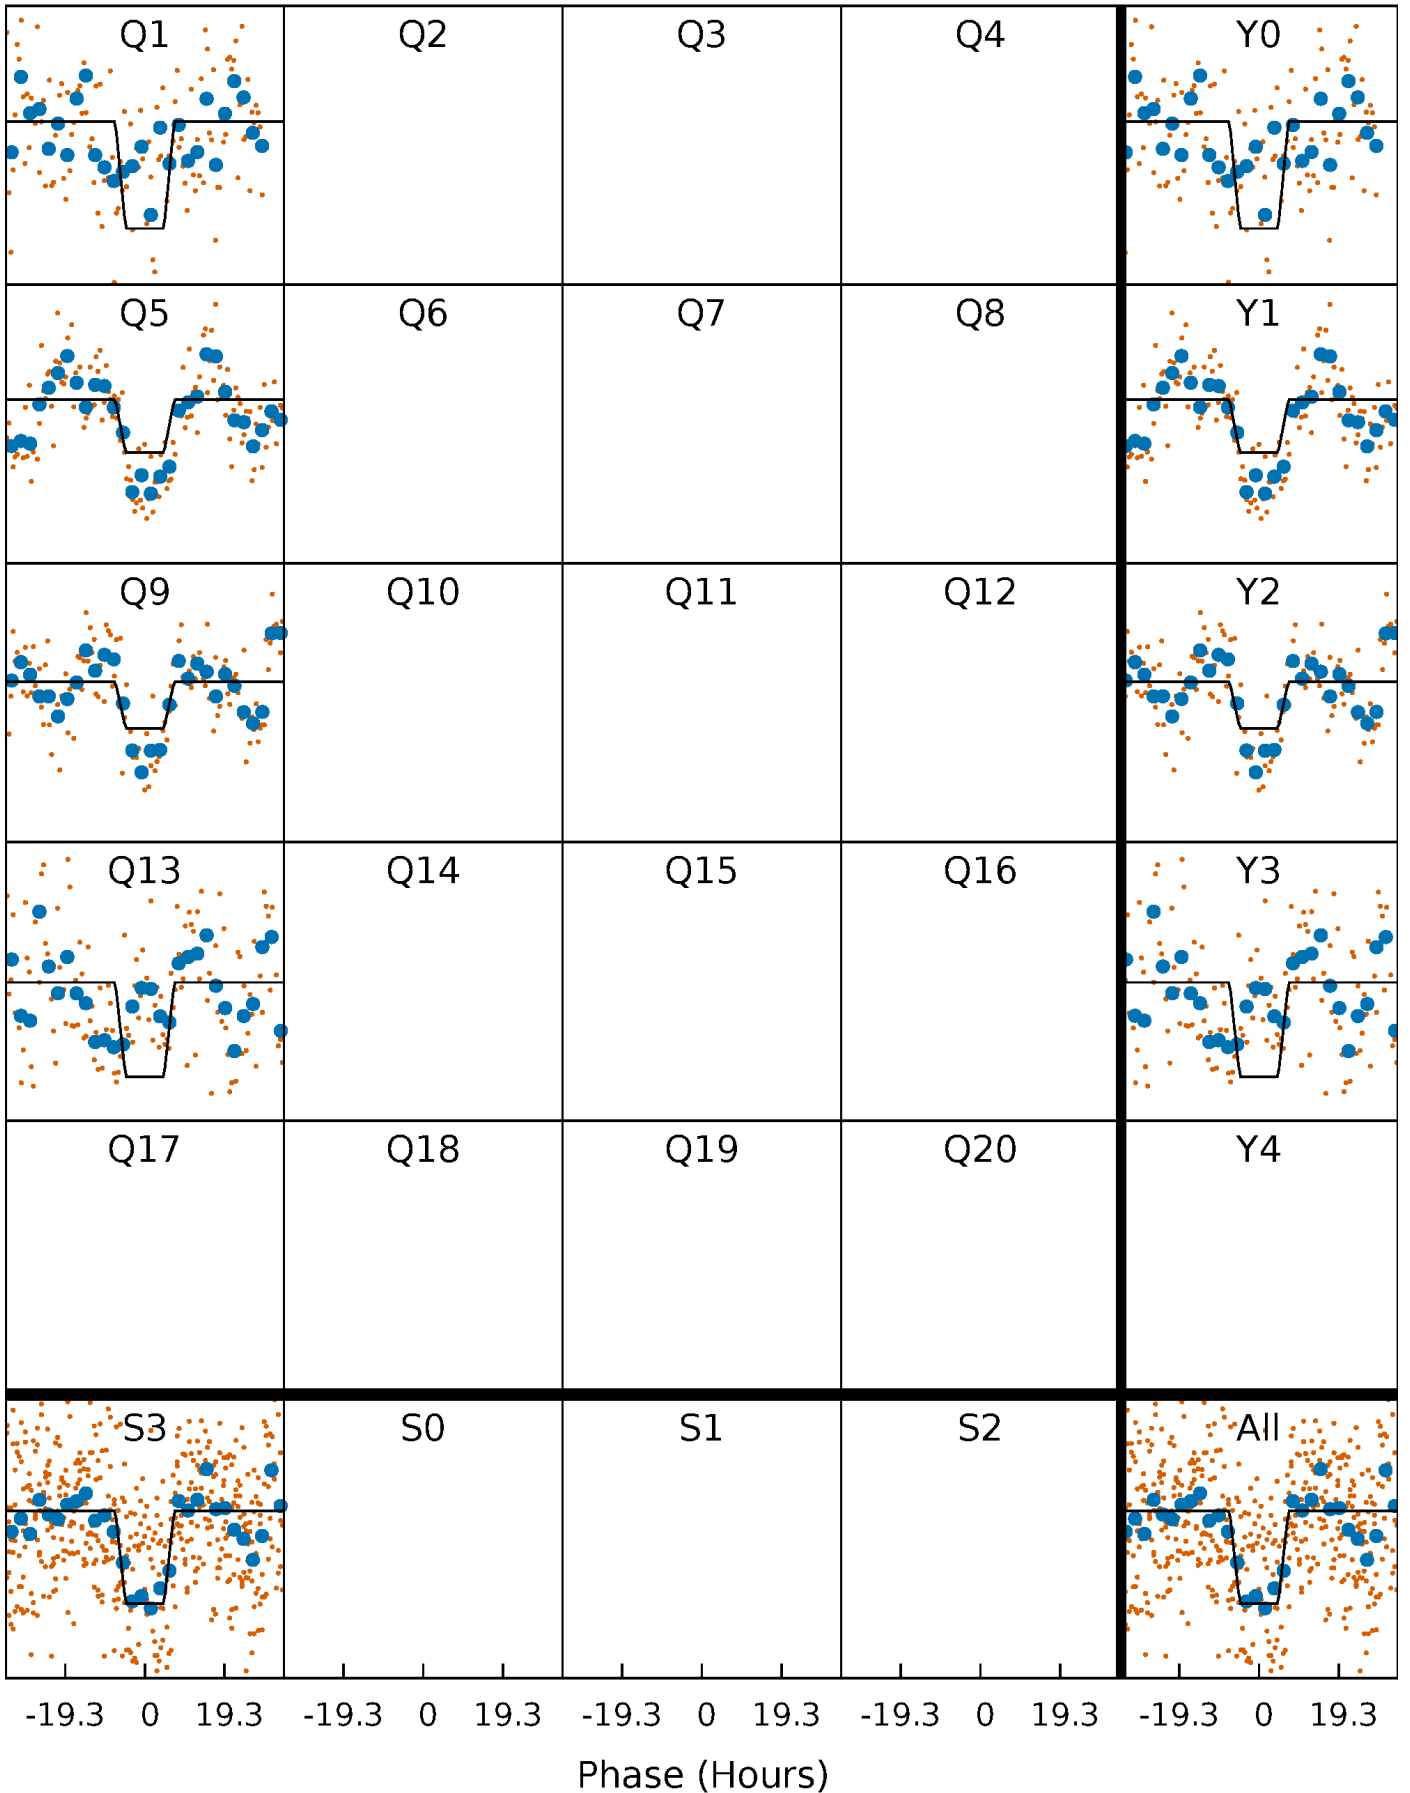 Q1 Q2 Q3 Q4 Y0
Q5 Q6 Q7 Q8 Y1
Q9 Q10 Q11 Q12 Y2
Q13 Q14 Q15 Q16 Y3
Q17 Q18 Q19 Q20 Y4
S3 S0 S1 S2 All
-19.3 0 19.3 -19.3 0 19.3 -19.3 0 19.3 -19.3 0 19.3 -19.3 0 19.3
Phase (Hours)